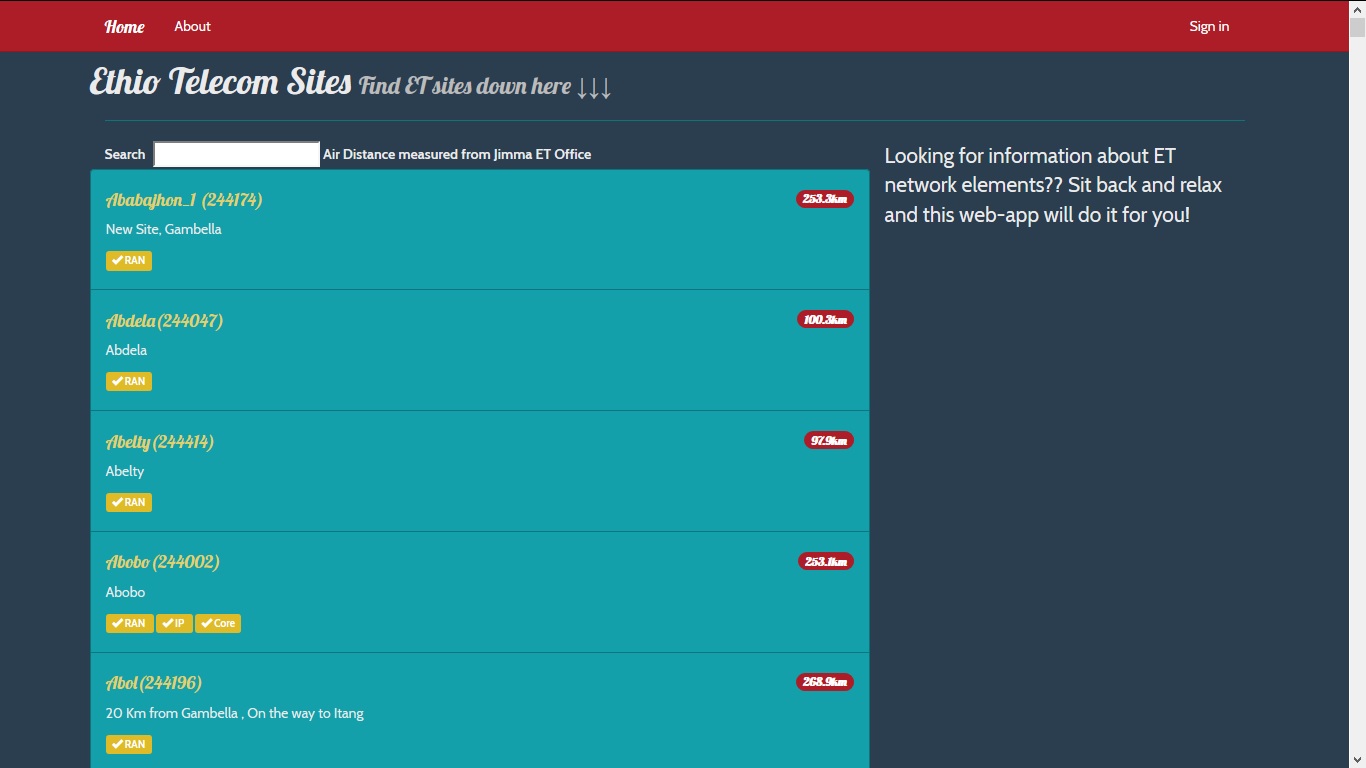 Home About Sign in
Ethio Telecom Sites Find ET sites down here ↓↓↓
Search Air Distance measured from Jimma ET Office
Looking for information about ET
network elements?? Sit back and relax
and this web-app will do it for you!
Ababajhon_1 (244174) 253.3km
New Site, Gambella
RAN
Abdela(244047) 100.3km
Abdela
RAN
Abelty(244414) 97.9km
Abelty
RAN
Abobo(244002) 253.1km
Abobo
RAN IP Core
Abol(244196) 268.9km
20 Km from Gambella , On the way to Itang
RAN